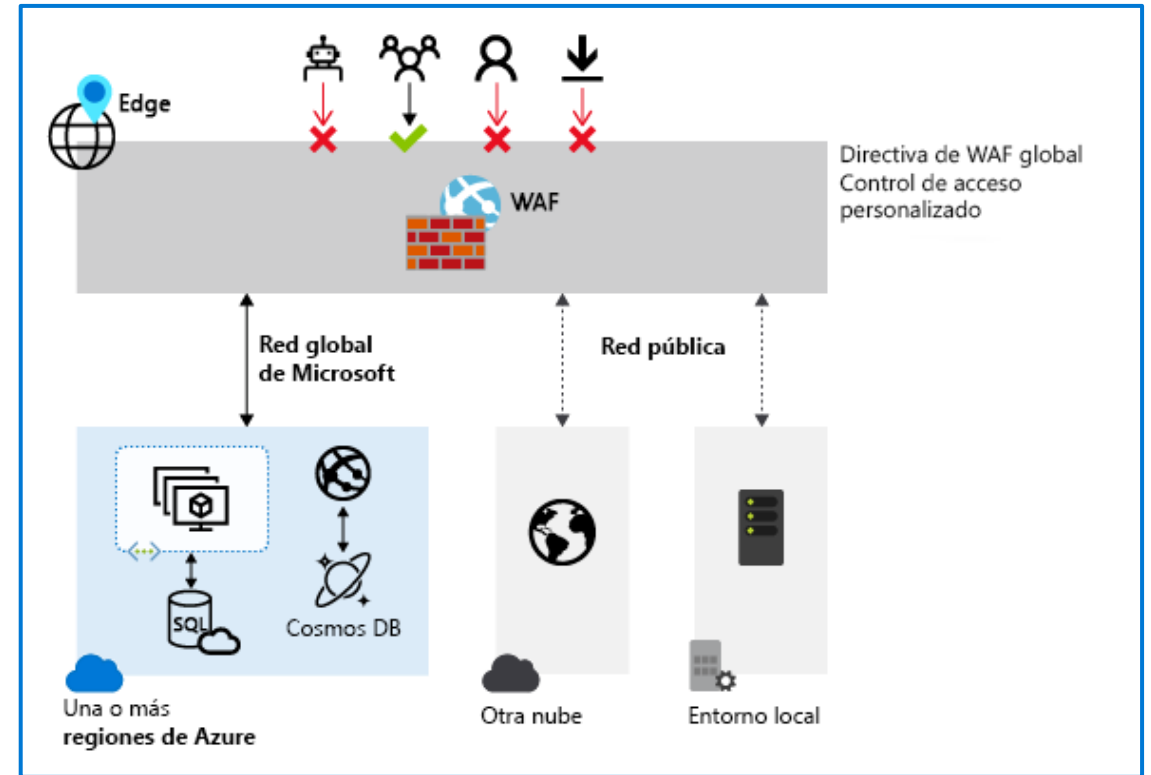 Edge
WAF
Directiva de WAF global
Control de acceso
personalizado
Red global
de Microsoft
Red pública
SQL
Cosmos DB
Una o más
regiones de Azure
Otra nube
Entorno local